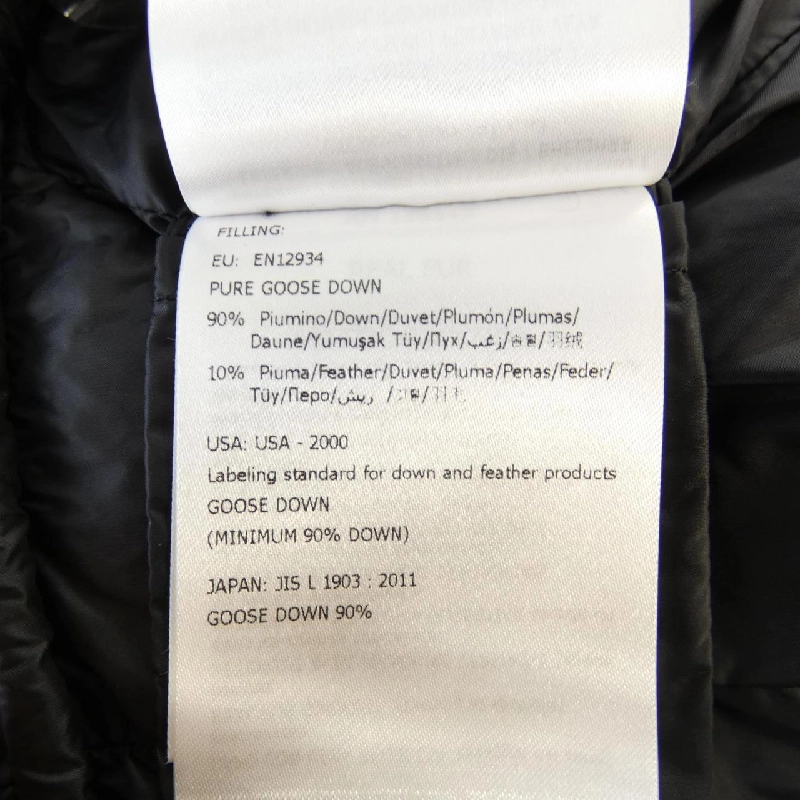 FILLING:
EU: EN12934
PURE GOOSE DOWN
90% Piumino/Down/Duvet/Plumón/Plumas/
Daune/Yumuşak Tüy/Пух/زغب/솜털/羽绒
10% Piuma/Feather/Duvet/Pluma/Penas/Feder/
Tüy/Перо/ريش /
USA: USA - 2000
Labeling standard for down and feather products
GOOSE DOWN
(MINIMUM 90% DOWN)
JAPAN: JIS L 1903 : 2011
GOOSE DOWN 90%